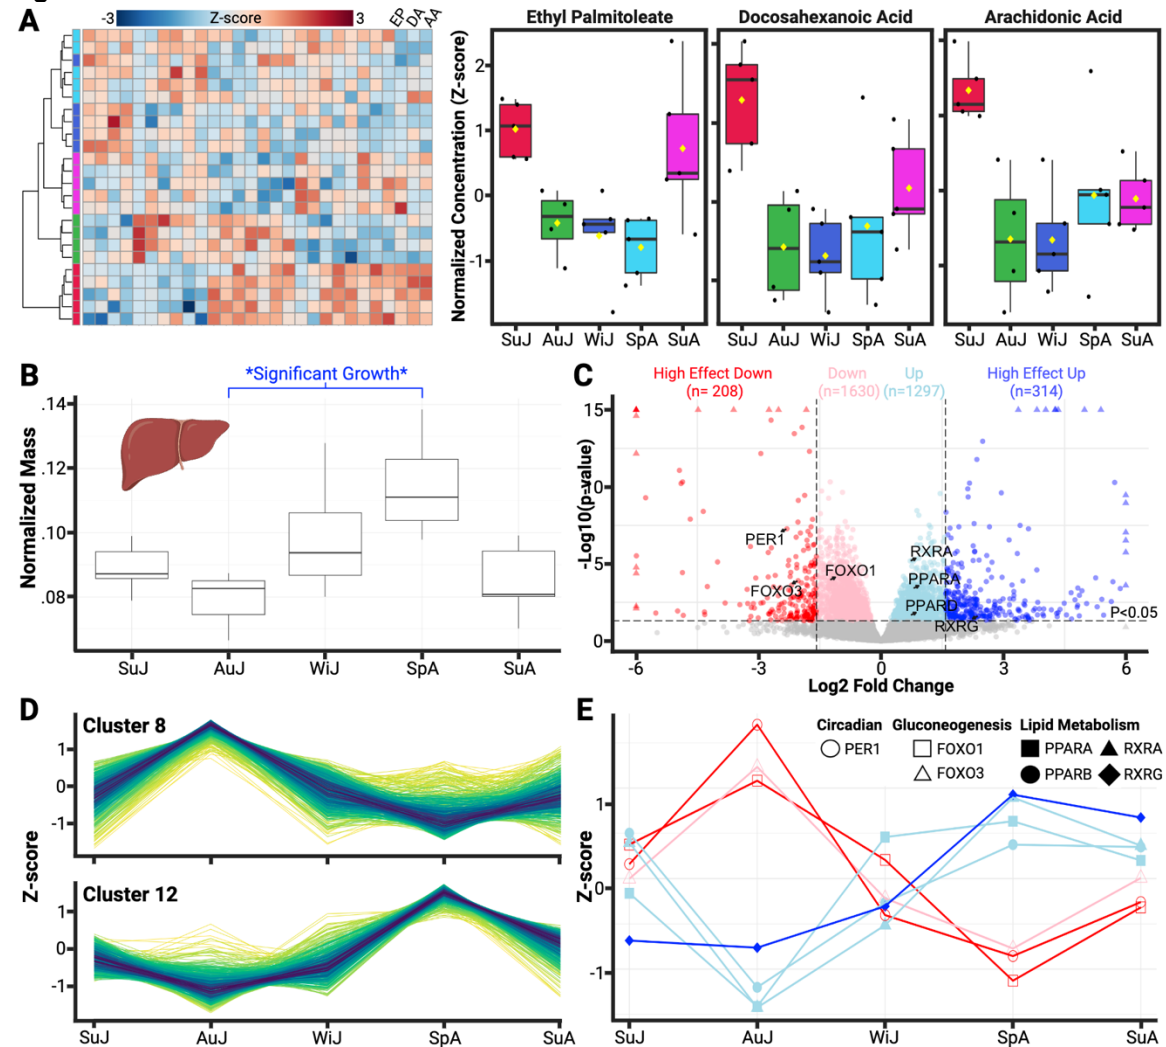 A
-3 Z-score 3
EP DA AA
Ethyl Palmitoleate
Docosahexanoic Acid
Arachidonic Acid
Normalized Concentration (Z-score)
2
1
0
-1
SuJ AuJ WiJ SpA SuA
SuJ AuJ WiJ SpA SuA
SuJ AuJ WiJ SpA SuA
B
*Significant Growth*
Normalized Mass
.14
.12
.10
.08
SuJ AuJ WiJ SpA SuA
C
High Effect Down
(n= 208)
Down
(n=1630)
Up
(n=1297)
High Effect Up
(n=314)
-Log10(p-value)
15
10
5
0
PER1
FOXO3
FOXO1
RXRA
PPARA
PPARD
RXRG
P<0.05
-6 -3 0 3 6
Log2 Fold Change
D
Cluster 8
1
0
-1
Z-score
Cluster 12
1
0
-1
SuJ AuJ WiJ SpA SuA
E
Circadian
PER1
Gluconeogenesis
FOXO1
FOXO3
Lipid Metabolism
PPARA RXRA
PPARB RXRG
Z-score
1
0
-1
SuJ AuJ WiJ SpA SuA